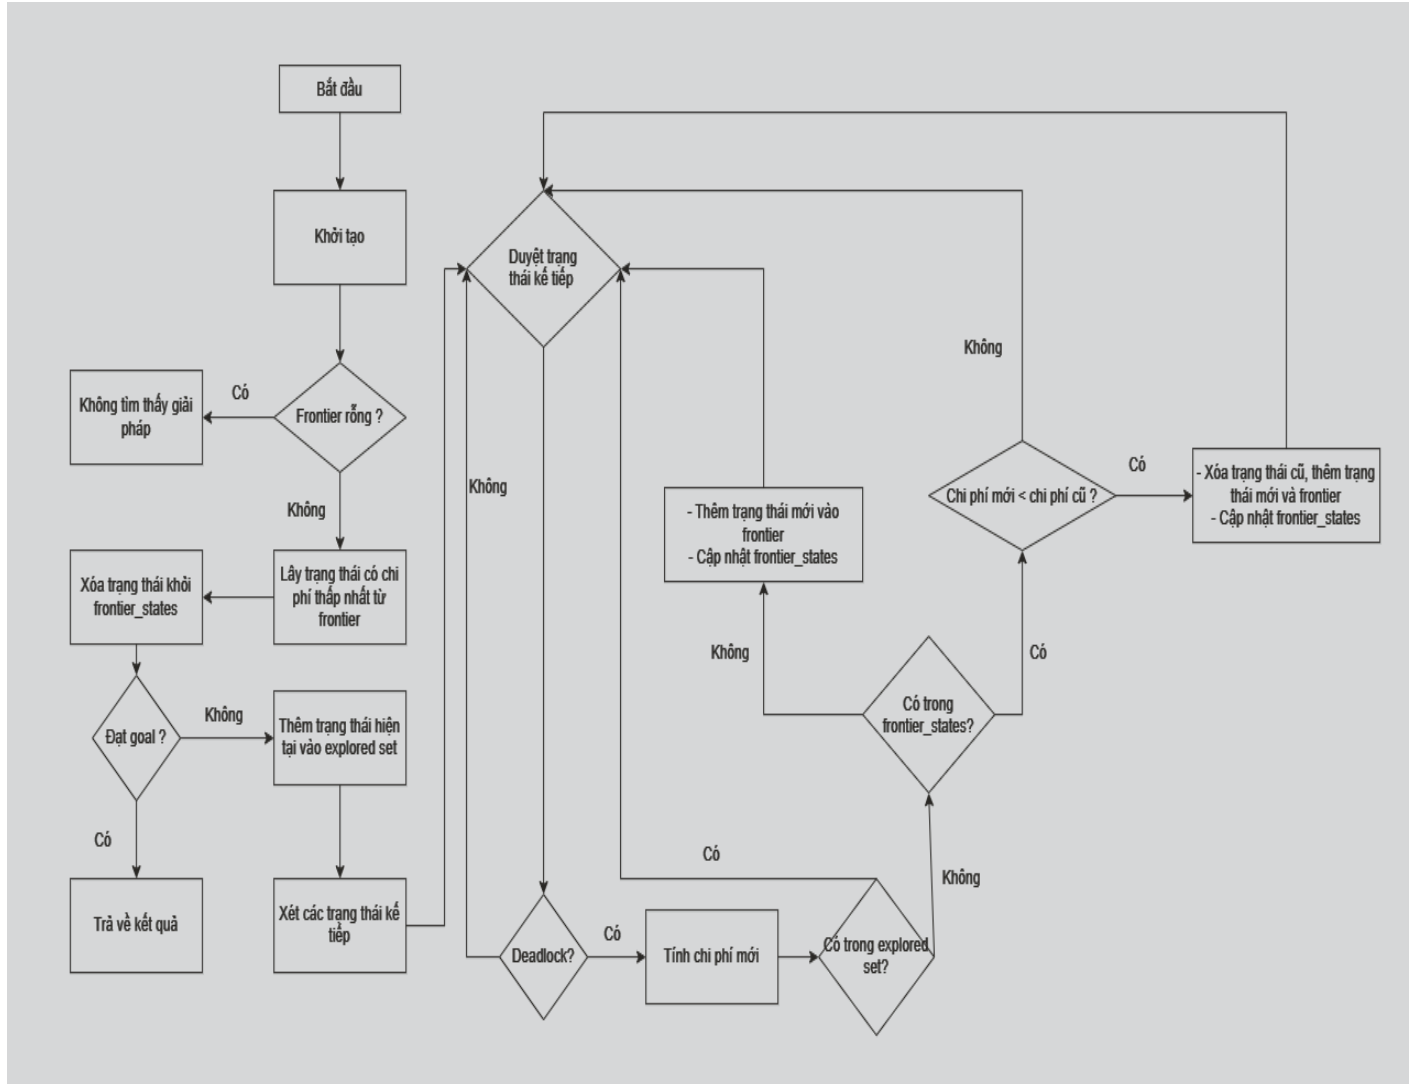 Bắt đầu
Khởi tạo
Frontier rỗng ?
Có
Không tìm thấy giải
pháp
Không
Lây trạng thái có chi
phí thấp nhất từ
frontier
Xóa trạng thái khỏi
frontier_states
Đạt goal ?
Không
Thêm trạng thái hiện
tại vào explored set
Có
Trả về kết quả
Xét các trạng thái kế
tiếp
Duyệt trạng
thái kế tiếp
Không
Deadlock?
Có
Tính chi phí mới
Có trong explored
set?
Có
Không
Có trong
frontier_states?
Không
- Thêm trạng thái mới vào
frontier
- Cập nhật frontier_states
Có
Chi phí mới < chi phí cũ ?
Không
Có
- Xóa trạng thái cũ, thêm trạng
thái mới và frontier
- Cập nhật frontier_states